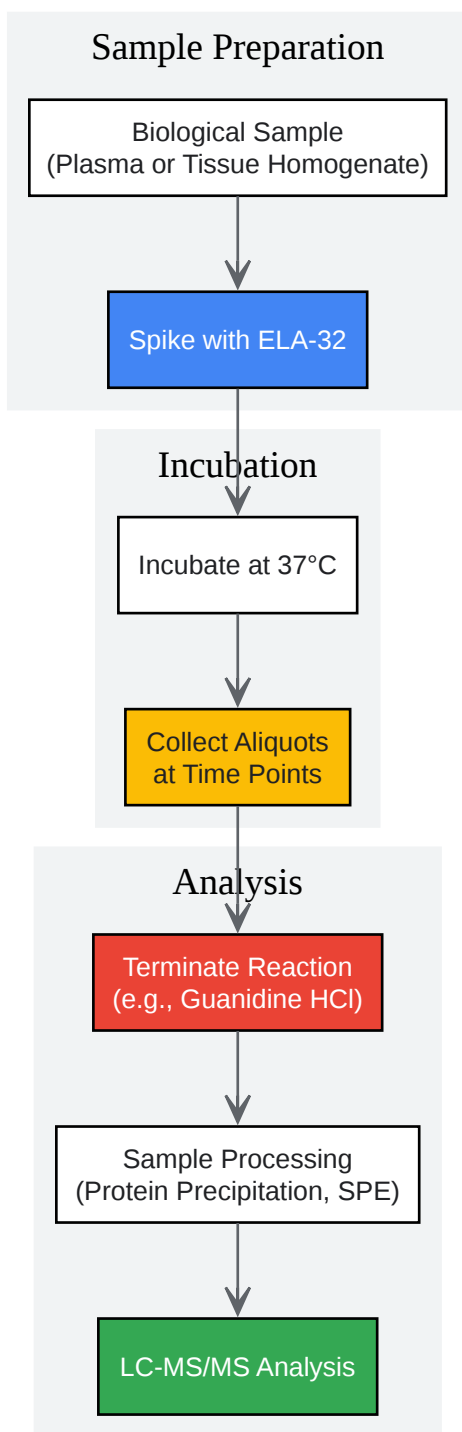 Sample Preparation
Biological Sample
(Plasma or Tissue Homogenate)
Spike with ELA-32
Incubation
Incubate at 37°C
Collect Aliquots
at Time Points
Analysis
Terminate Reaction
(e.g., Guanidine HCl)
Sample Processing
(Protein Precipitation, SPE)
LC-MS/MS Analysis